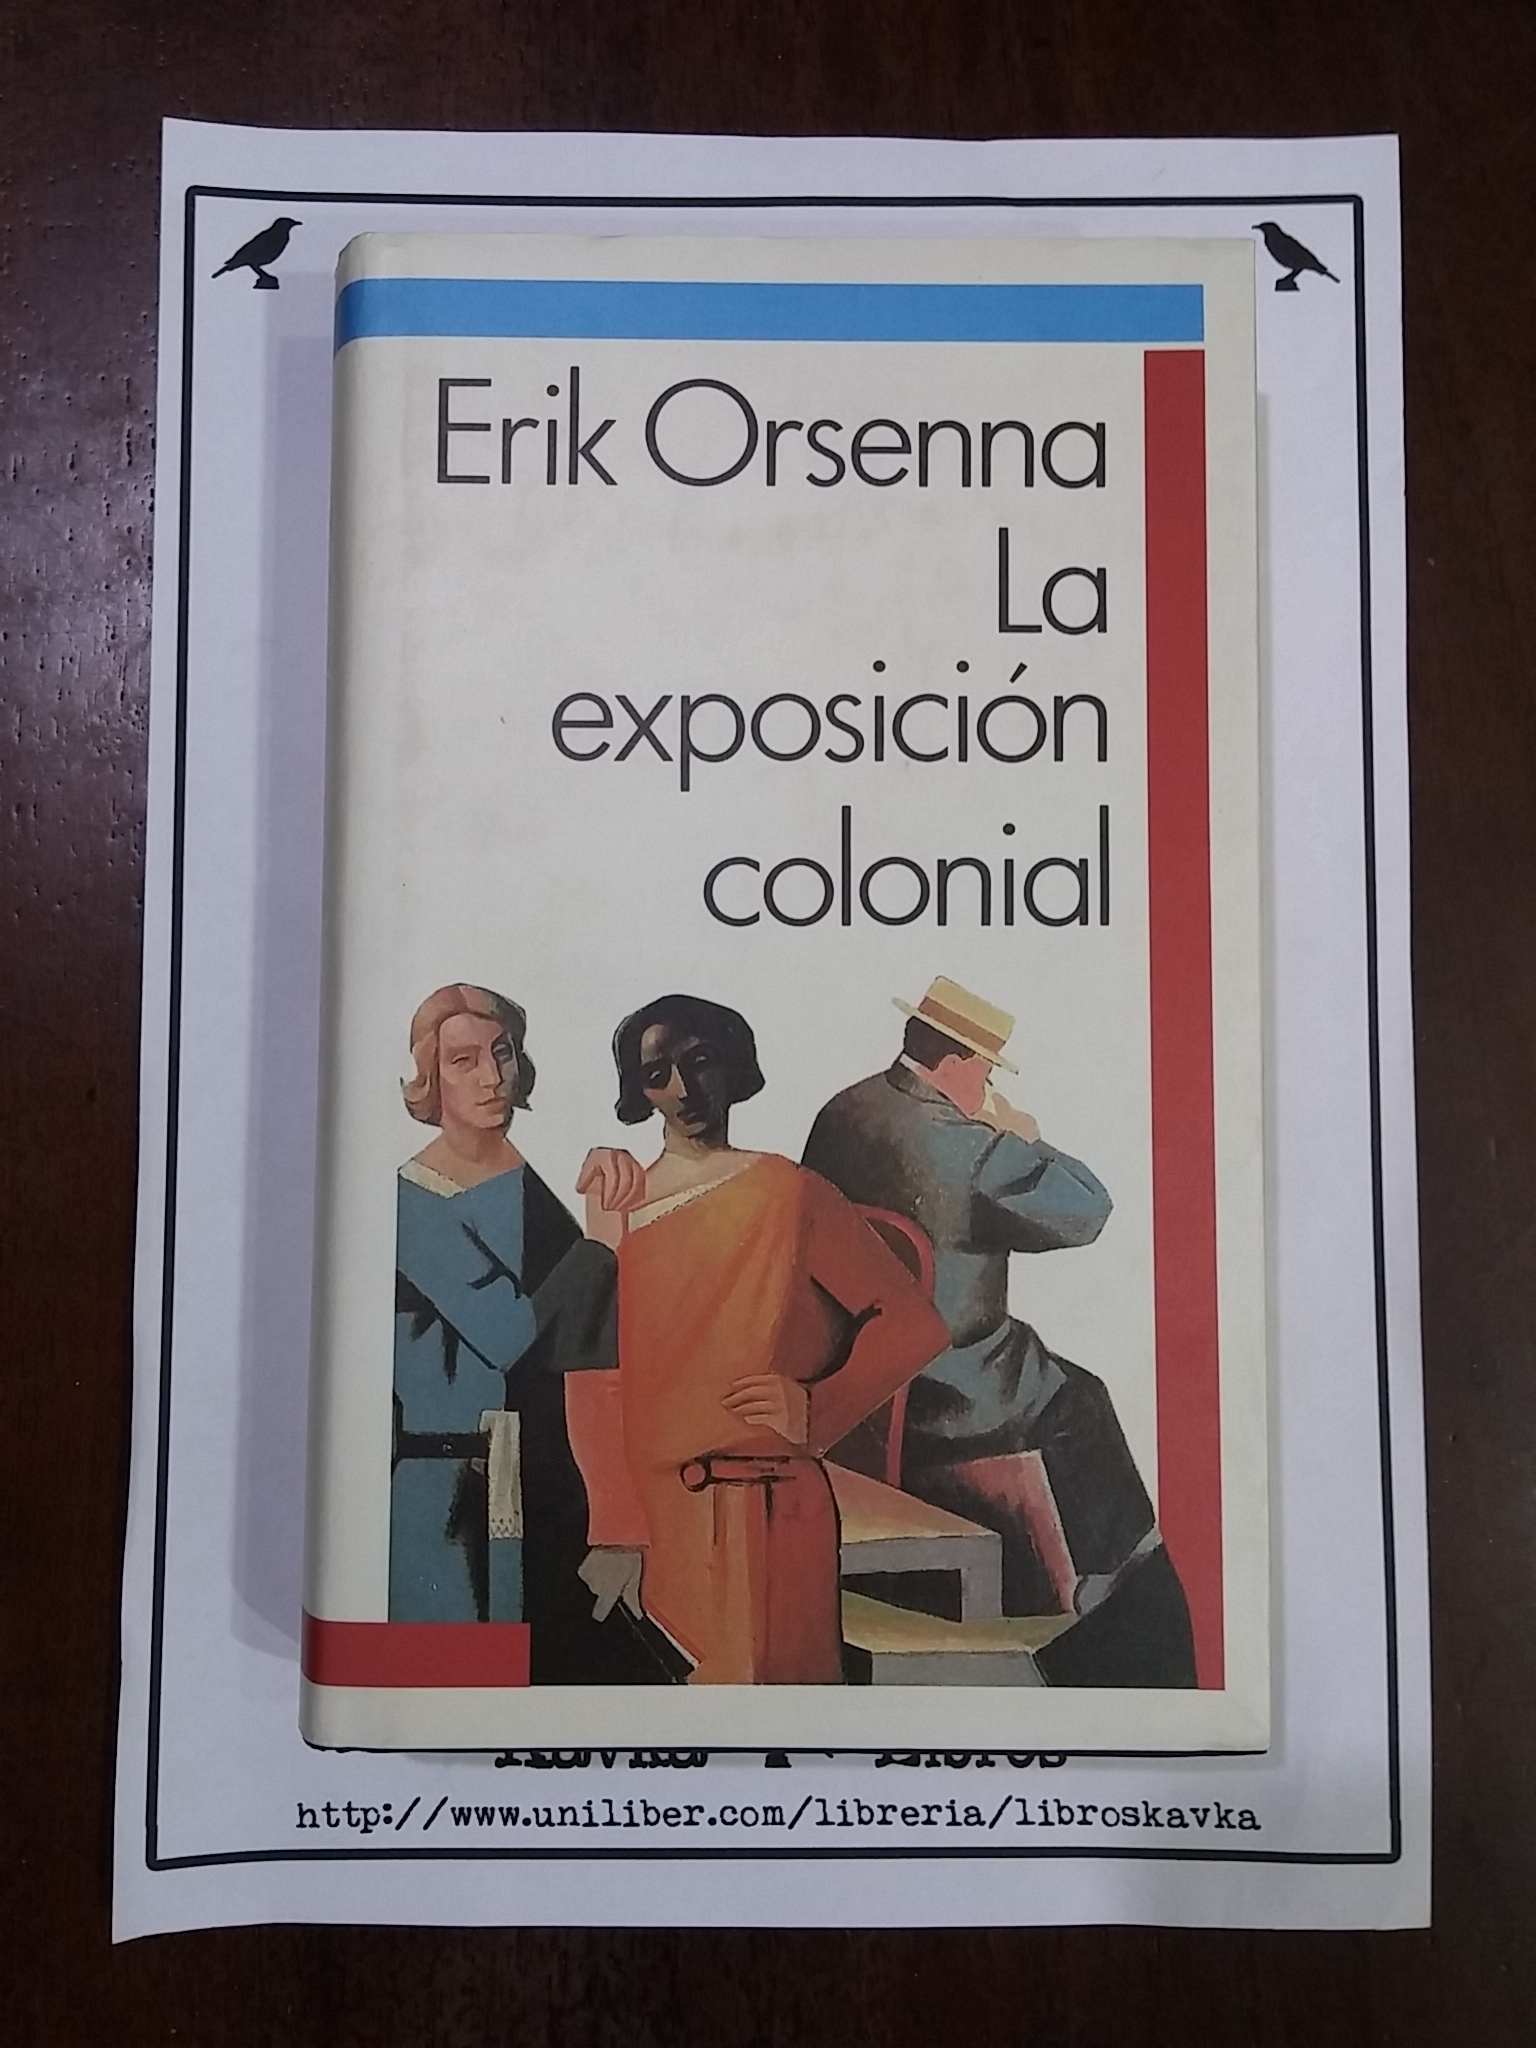 Erik Orsenna
La
exposición
colonial
http://www.uniliber.com/libreria/libroskavka